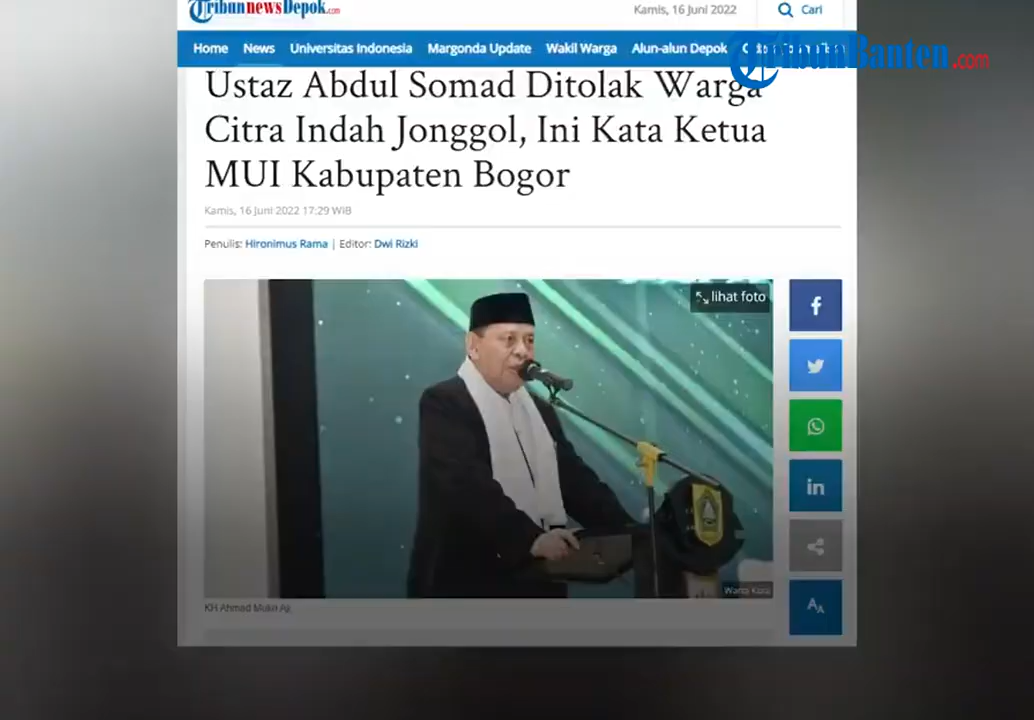 TribunnewsDepok.com
Kamis, 16 Juni 2022
Cari
Home News Universitas Indonesia Margonda Update Wakil Warga Alun-alun Depok
TribunBanten.com
Ustaz Abdul Somad Ditolak Warga
Citra Indah Jonggol, Ini Kata Ketua
MUI Kabupaten Bogor
Kamis, 16 Juni 2022 17:29 WIB
Penulis: Hironimus Rama | Editor: Dwi Rizki
lihat foto
f
in
Warta Kota
AA
KH Ahmad Mukri Aji